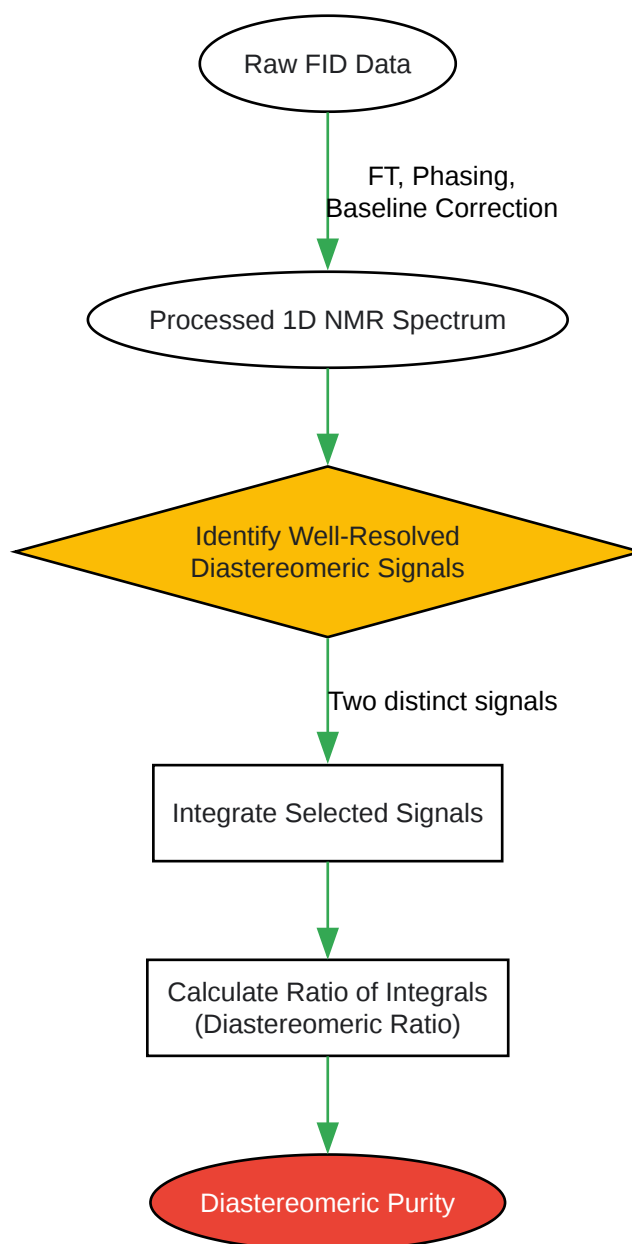 Raw FID Data
FT, Phasing,
Baseline Correction
Processed 1D NMR Spectrum
Identify Well-Resolved
Diastereomeric Signals
Two distinct signals
Integrate Selected Signals
Calculate Ratio of Integrals
(Diastereomeric Ratio)
Diastereomeric Purity